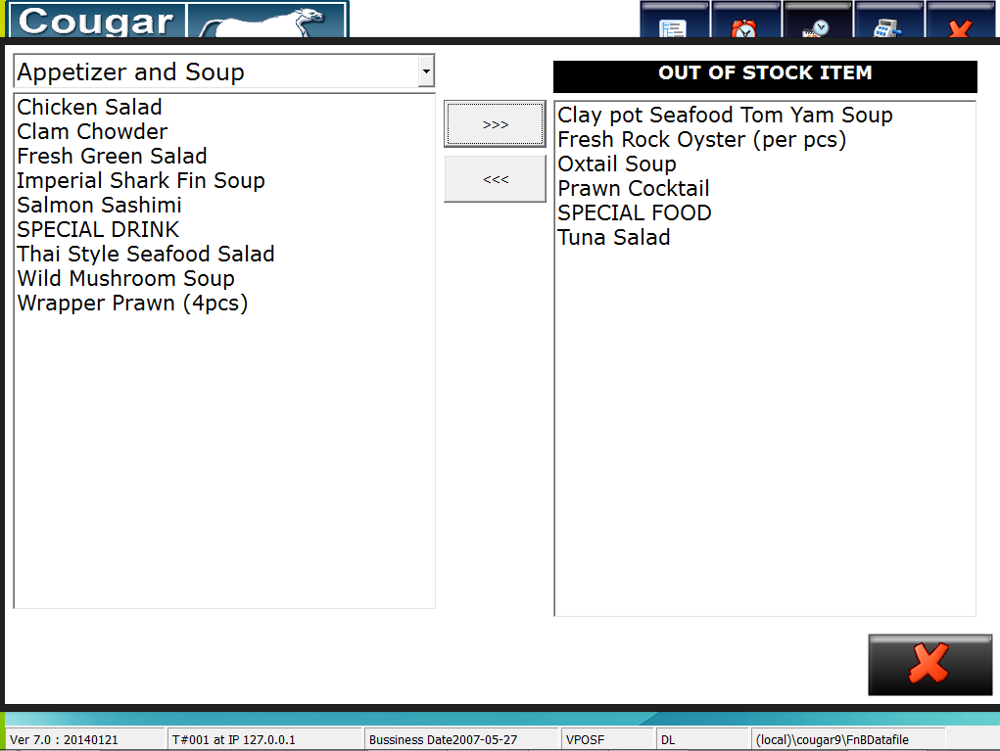 Cougar
Appetizer and Soup
Chicken Salad
Clam Chowder
Fresh Green Salad
Imperial Shark Fin Soup
Salmon Sashimi
SPECIAL DRINK
Thai Style Seafood Salad
Wild Mushroom Soup
Wrapper Prawn (4pcs)
>>>
<<<
OUT OF STOCK ITEM
Clay pot Seafood Tom Yam Soup
Fresh Rock Oyster (per pcs)
Oxtail Soup
Prawn Cocktail
SPECIAL FOOD
Tuna Salad
Ver 7.0 : 20140121 T#001 at IP 127.0.0.1 Bussiness Date2007-05-27 VPOSF DL (local)\cougar9\FnBDatafile